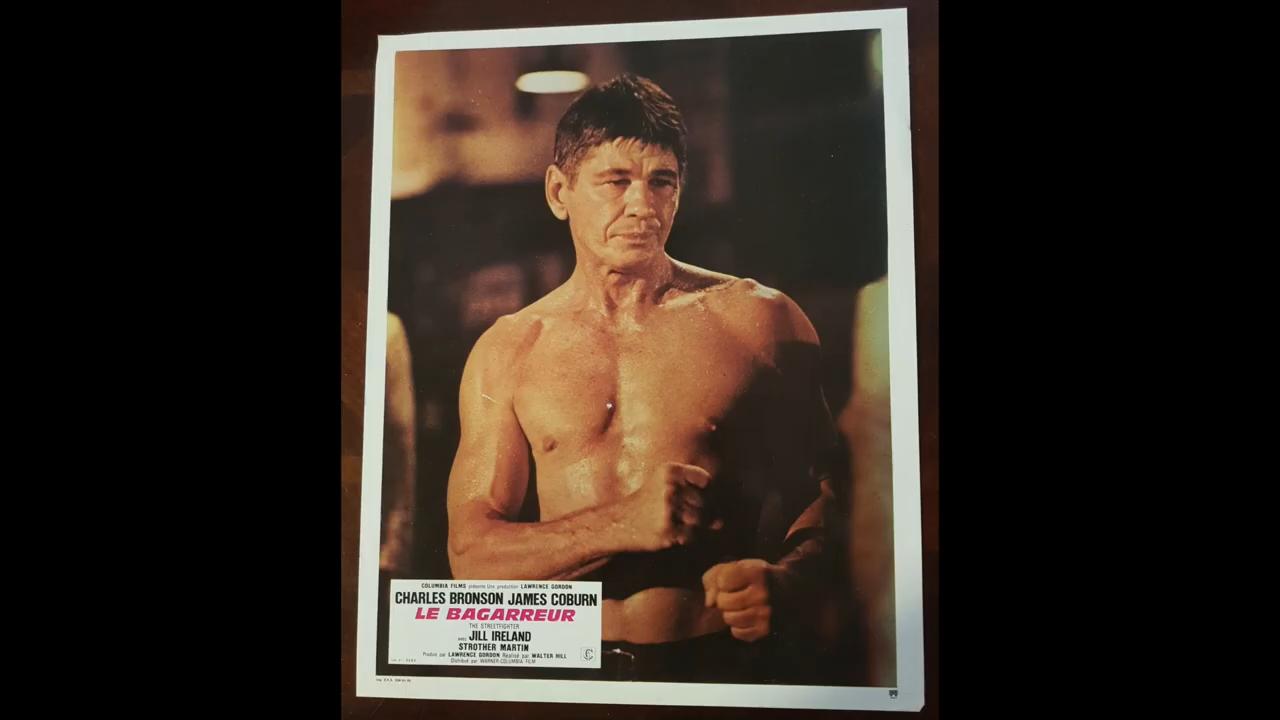 COLUMBIA FILMS présente Une production LAWRENCE GORDON
CHARLES BRONSON JAMES COBURN
LE BAGARREUR
THE STREETFIGHTER
avec JILL IRELAND
STROTHER MARTIN
Produit par LAWRENCE GORDON Réalisé par WALTER HILL
Distribué par WARNER-COLUMBIA FILM